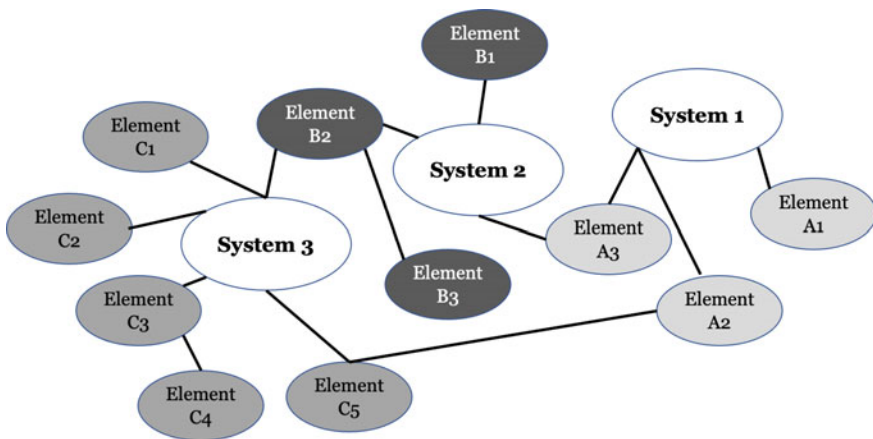 Element
B1
System 1
Element
C1
Element
B2
System 2
Element
A1
Element
C2
Element
A3
System 3
Element
B3
Element
C3
Element
A2
Element
C4
Element
C5